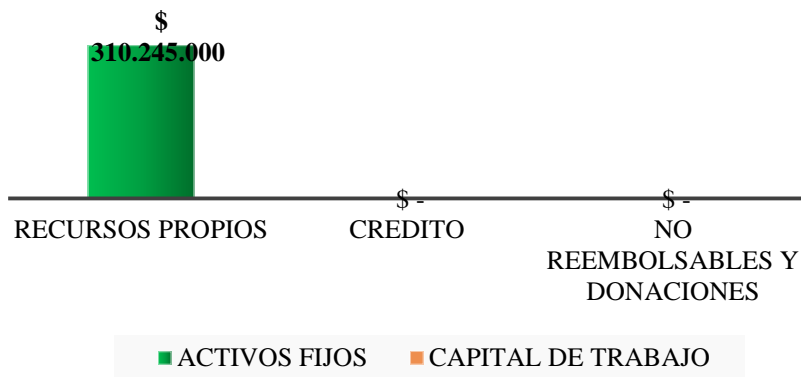 $
310.245.000
$ -
$ -
RECURSOS PROPIOS
CREDITO
NO
REEMBOLSABLES Y
DONACIONES
ACTIVOS FIJOS
CAPITAL DE TRABAJO